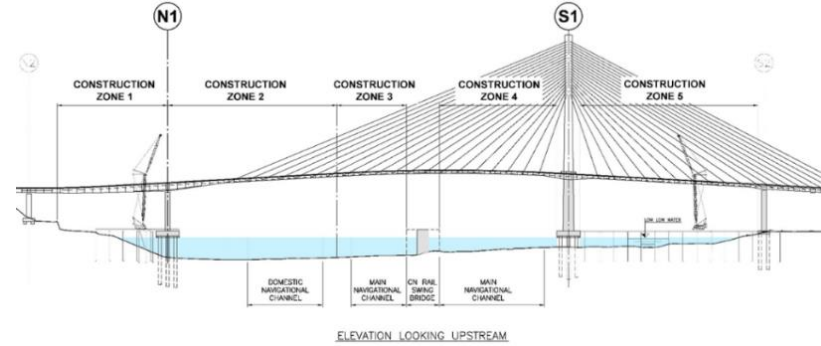 N1
S1
CONSTRUCTION
ZONE 1
CONSTRUCTION
ZONE 2
CONSTRUCTION
ZONE 3
CONSTRUCTION
ZONE 4
CONSTRUCTION
ZONE 5
LOW LOW WATER
DOMESTIC
NAVIGATIONAL
CHANNEL
MAIN
NAVIGATIONAL
CHANNEL
CN RAIL
SWING
BRIDGE
MAIN
NAVIGATIONAL
CHANNEL
ELEVATION LOOKING UPSTREAM